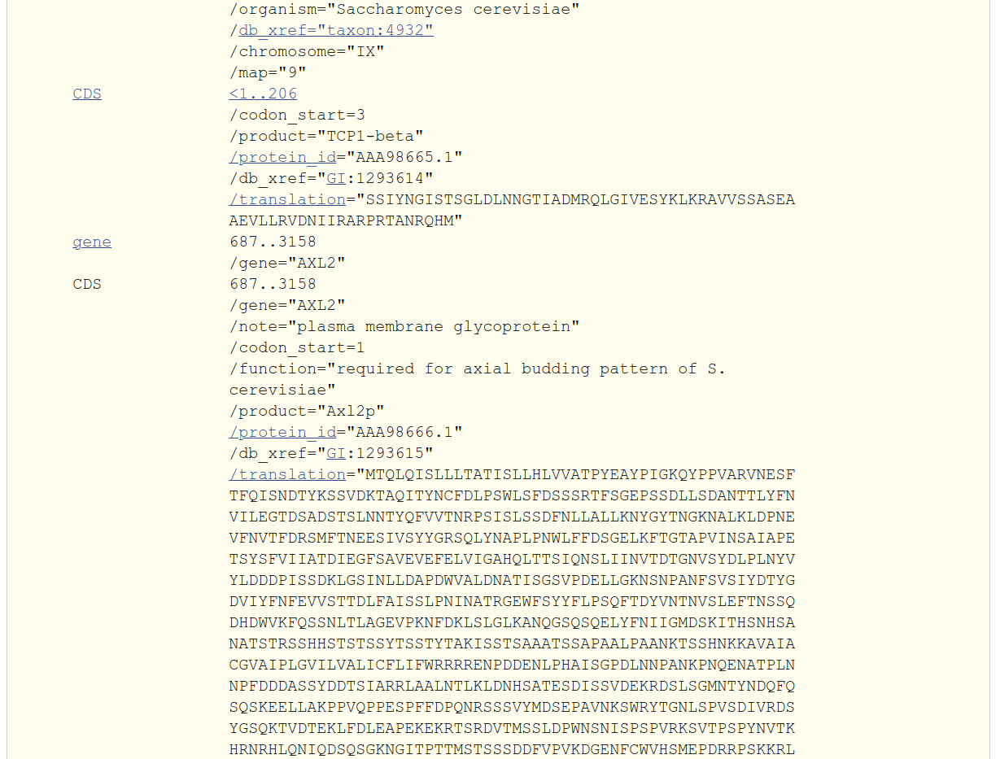 /organism="Saccharomyces cerevisiae"
/db_xref="taxon:4932"
/chromosome="IX"
/map="9"
CDS <1..206
/codon_start=3
/product="TCP1-beta"
/protein_id="AAA98665.1"
/db_xref="GI:1293614"
/translation="SSIYNGISTSGLDLNNGTIADMRQLGIVESYKLKRAVVSSASEA
AEVLLRVDNIIRARPRTANRQHM"
gene 687..3158
/gene="AXL2"
CDS 687..3158
/gene="AXL2"
/note="plasma membrane glycoprotein"
/codon_start=1
/function="required for axial budding pattern of S.
cerevisiae"
/product="Axl2p"
/protein_id="AAA98666.1"
/db_xref="GI:1293615"
/translation="MTQLQISLLLTATISLLHLVVATPYEAYPIGKQYPPVARVNESF
TFQISNDTYKSSVDKTAQITYNCFDLPSWLSFDSSSRTFSGEPSSDLLSDANTTLYFN
VILEGTDSADSTSLNNTYQFVVTNRPSISLSSDFNLLALLKNYGYTNGKNALKLDPNE
VFNVTFDRSMFTNEESIVSYYGRSQLYNAPLPNWLFFDSGELKFTGTAPVINSAIAPE
TSYSFVIIATDIEGFSAVEVEFELVIGAHQLTTSIQNSLIINVTDTGNVSYDLPLNYV
YLDDDPISSDKLGSINLLDAPDWVALDNATISGSVPDELLGKNSNPANFSVSIYDTYG
DVIYFNFEVVSTTDLFAISSLPNINATRGEWFSYYFLPSQFTDYVNTNVSLEFTNSSQ
DHDWVKFQSSNLTLAGEVPKNFDKLSLGLKANQGSQSQELYFNIIGMDSKITHSNHSA
NATSTRSSHHSTSTSSYTSSTYTAKISSTSAAATSSAPAALPAANKTSSHNKKAVAIA
CGVAIPLGVILVALICFLIFWRRRRENPDDENLPHAISGPDLNNPANKPNQENATPLN
NPFDDDASSYDDTSIARRLAALNTLKLDNHSATESDISSVDEKRDSLSGMNTYNDQFQ
SQSKEELLAKPPVQPPESPFFDPQNRSSSVYMDSEPAVNKSWRYTGNLSPVSDIVRDS
YGSQKTVDTEKLFDLEAPEKEKRTSRDVTMSSLDPWNSNISPSPVRKSVTPSPYNVTK
HRNRHLQNIQDSQSGKNGITPTTMSTSSSDDFVPVKDGENFCWVHSMEPDRRPSKKRL